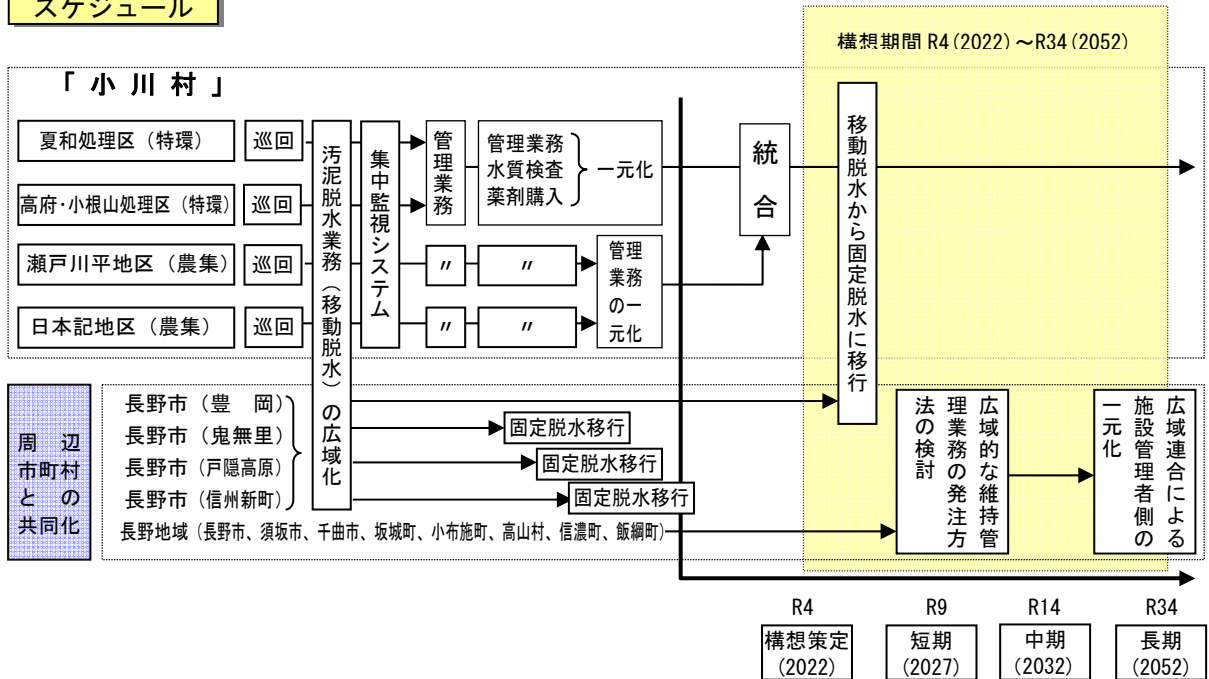 スケジュール
構想期間 R4(2022)～R34(2052)
「 小 川 村 」
夏和処理区（特環）
巡回
高府・小根山処理区（特環）
巡回
瀬戸川平地区（農集）
巡回
日本記地区（農集）
巡回
汚泥脱水業務（移動脱水）の広域化
集中監視システム
管理業務
管理業務
水質検査
薬剤購入
一元化
〃
〃
〃
〃
管理
業務
の一
元化
統
合
移動脱水から固定脱水に移行
周　辺
市町村
と　の
共同化
長野市（豊　岡）
長野市（鬼無里）
長野市（戸隠高原）
長野市（信州新町）
固定脱水移行
固定脱水移行
固定脱水移行
長野地域（長野市、須坂市、千曲市、坂城町、小布施町、高山村、信濃町、飯綱町）
広域的な維持管
理業務の発注方
法の検討
広域連合による
施設管理者側の
一元化
R4
構想策定
(2022)
R9
短期
(2027)
R14
中期
(2032)
R34
長期
(2052)